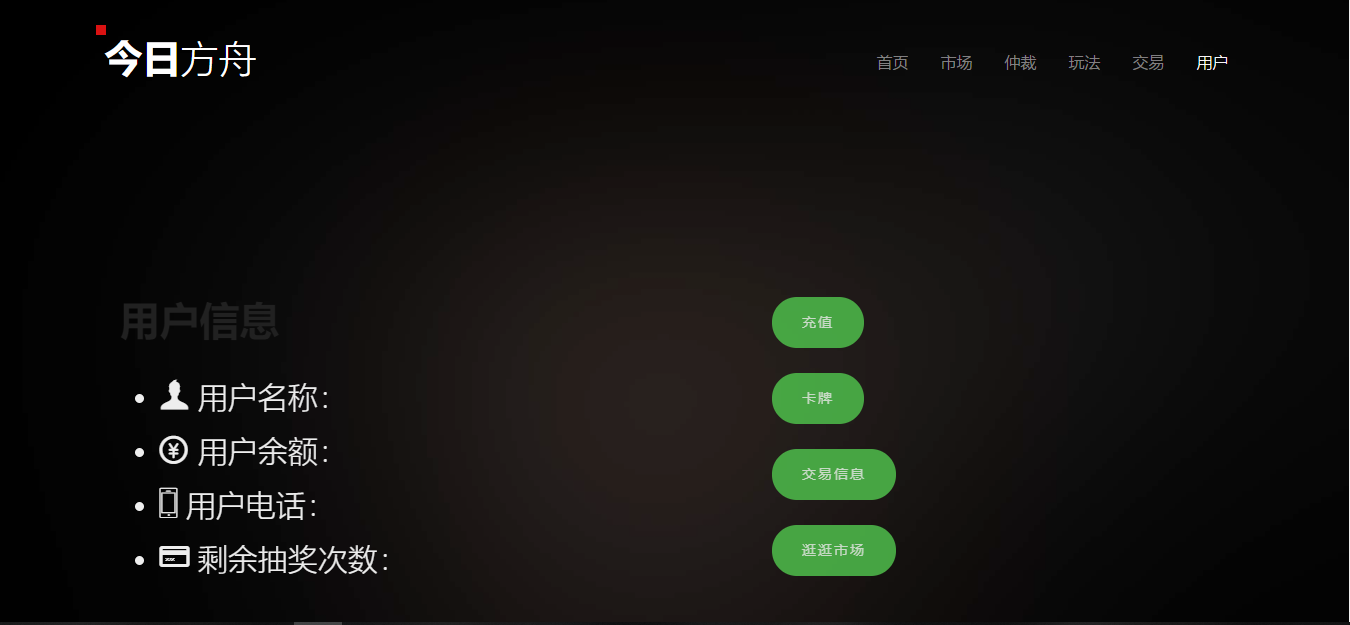 今日方舟
首页 市场 仲裁 玩法 交易 用户
用户信息
用户名称：
用户余额：
用户电话：
剩余抽奖次数：
充值
卡牌
交易信息
逛逛市场